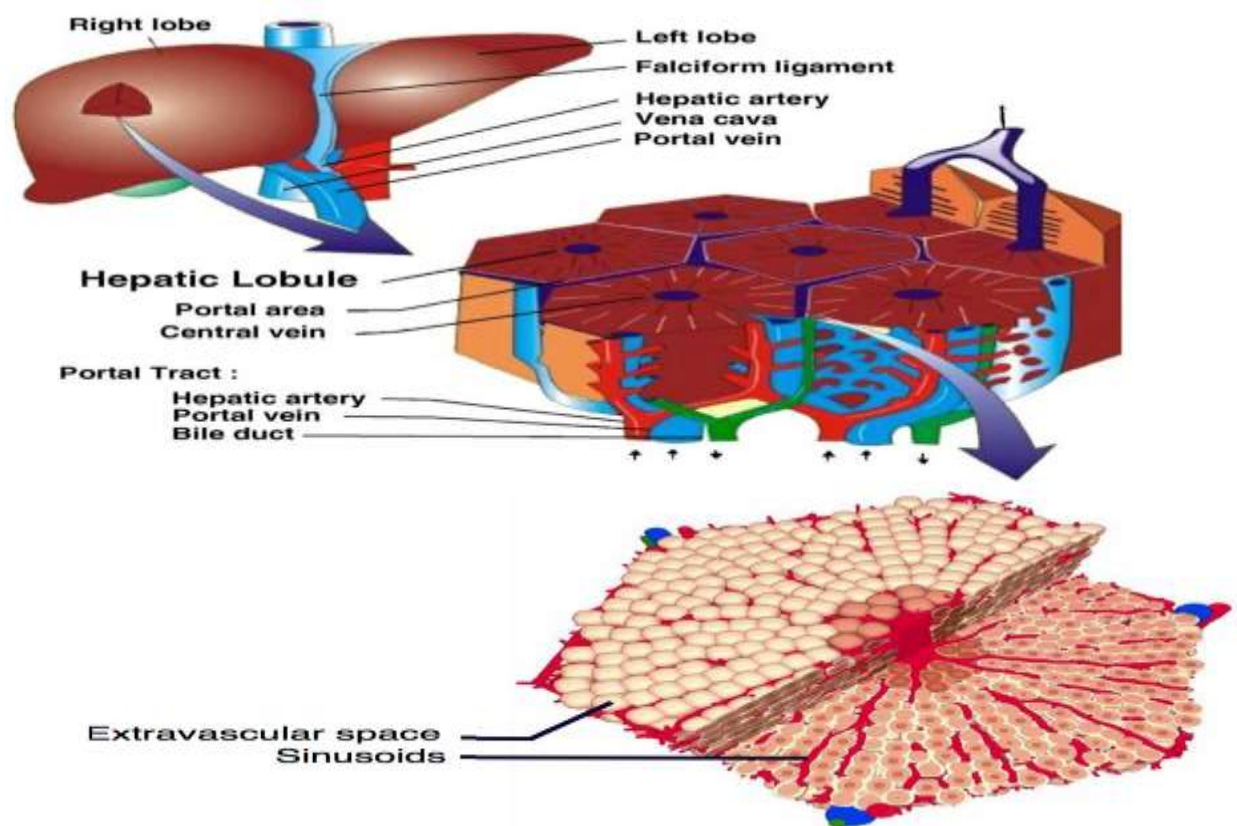 Right lobe
Left lobe
Falciform ligament
Hepatic artery
Vena cava
Portal vein
Hepatic Lobule
Portal area
Central vein
Portal Tract :
Hepatic artery
Portal vein
Bile duct
Extravascular space
Sinusoids